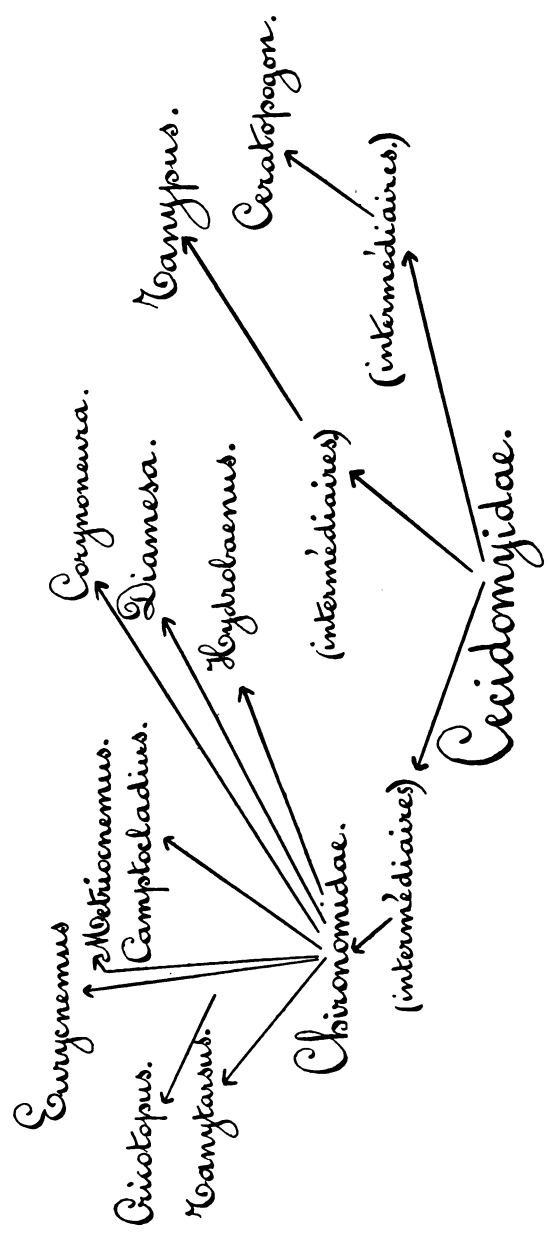 Eurycnemus
Cricotopus.
Tanytarsus.
Metriocnemus.
Camptocladius.
Corynoneura.
Diamesa.
Hydrobaenus.
Tanypus.
Ceratopogon.
Chironomidae.
(intermédiaires)
(intermédiaires)
(intermédiaires.)
Cecidomyidae.